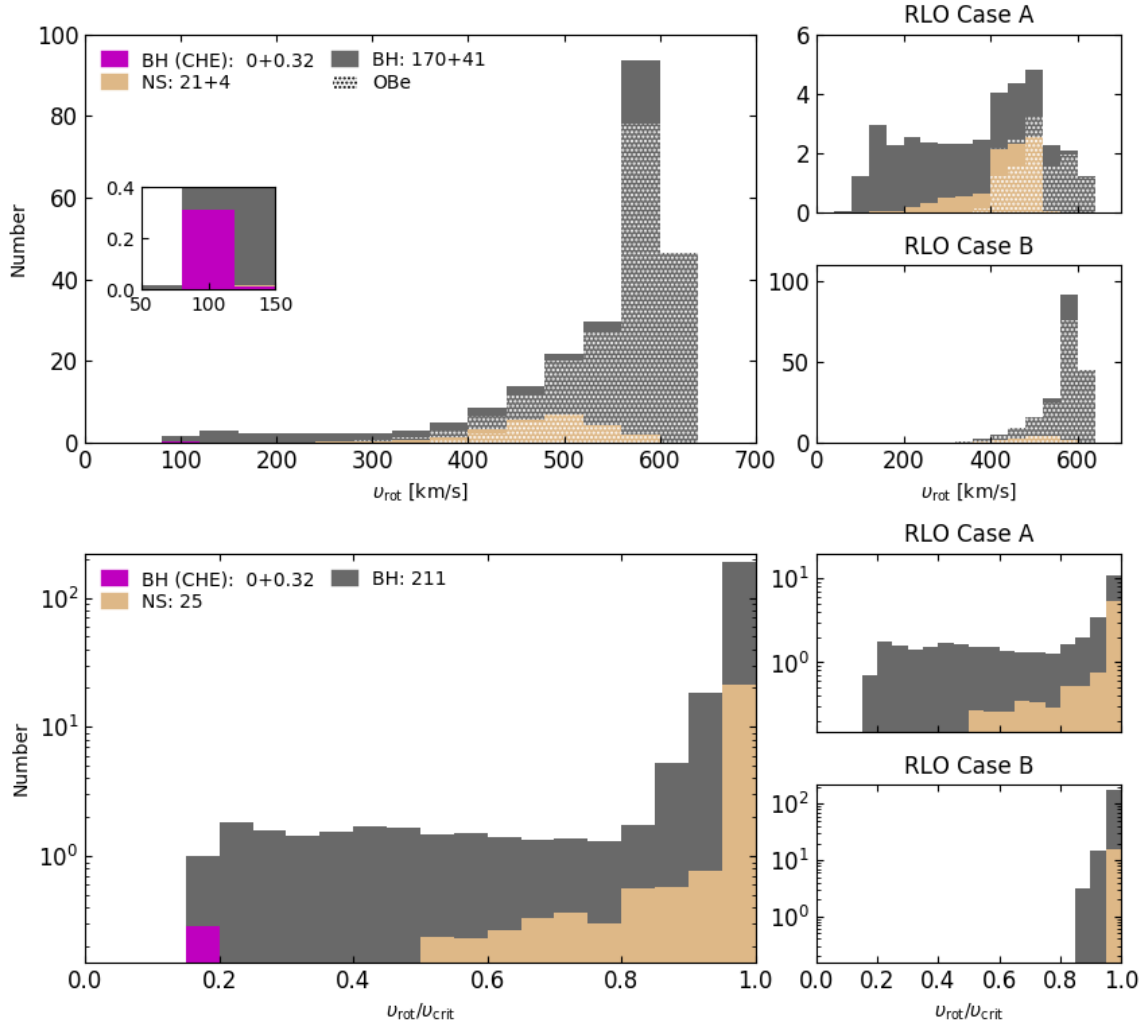 100
80
60
40
20
0
Number
BH (CHE):  0+0.32
NS: 21+4
BH: 170+41
OBe
0.4
0.2
0.0
50 100 150
0 100 200 300 400 500 600 700
υrot [km/s]
RLO Case A
6
4
2
0
RLO Case B
100
50
0
0 200 400 600
υrot [km/s]
10²
10¹
10⁰
Number
BH (CHE):  0+0.32
NS: 25
BH: 211
0.0 0.2 0.4 0.6 0.8 1.0
υrot/υcrit
RLO Case A
10¹
10⁰
RLO Case B
10²
10¹
10⁰
0.0 0.2 0.4 0.6 0.8 1.0
υrot/υcrit